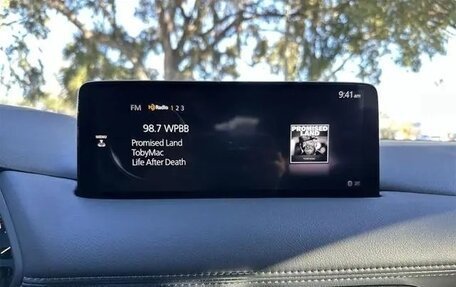 9:41 am
FM HD Radio 1 2 3
98.7 WPBB
MENU
Promised Land
TobyMac
Life After Death
PROMISED
LAND